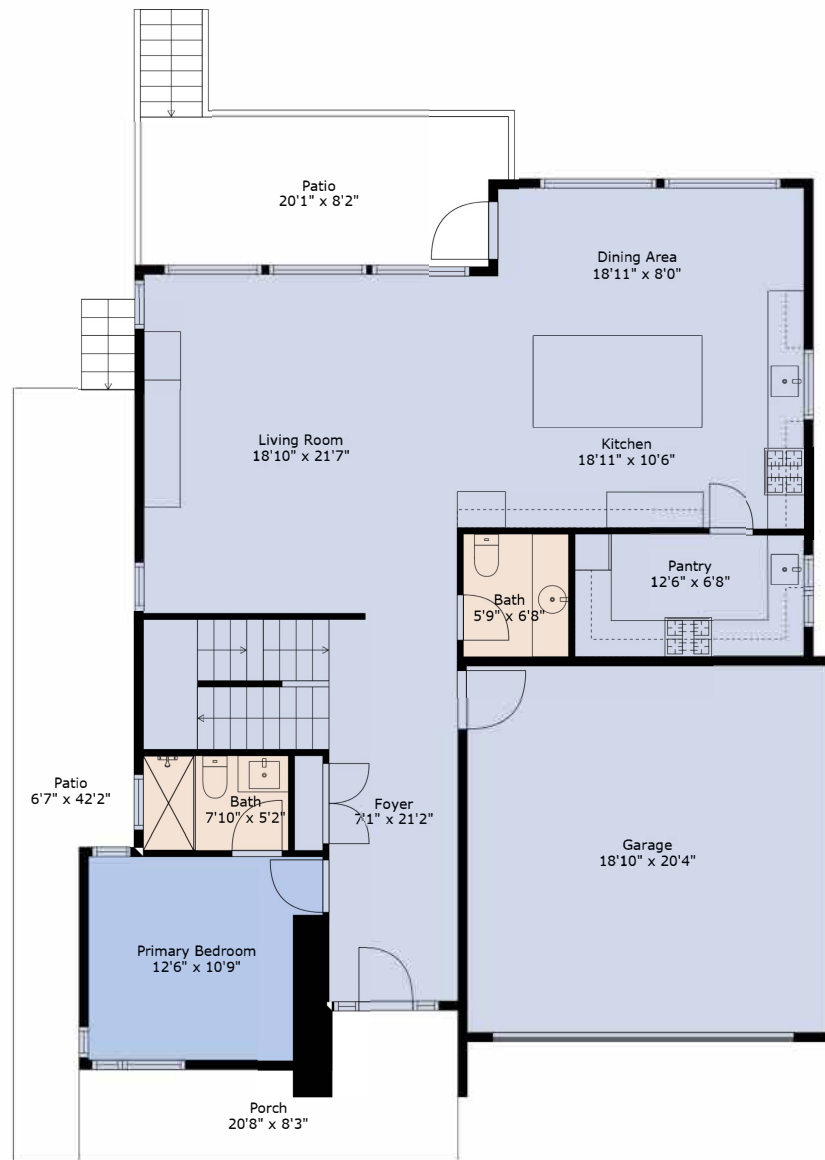 Patio
20'1" x 8'2"
Dining Area
18'11" x 8'0"
Living Room
18'10" x 21'7"
Kitchen
18'11" x 10'6"
Pantry
12'6" x 6'8"
Bath
5'9" x 6'8"
Patio
6'7" x 42'2"
Bath
7'10" x 5'2"
Foyer
7'1" x 21'2"
Garage
18'10" x 20'4"
Primary Bedroom
12'6" x 10'9"
Porch
20'8" x 8'3"